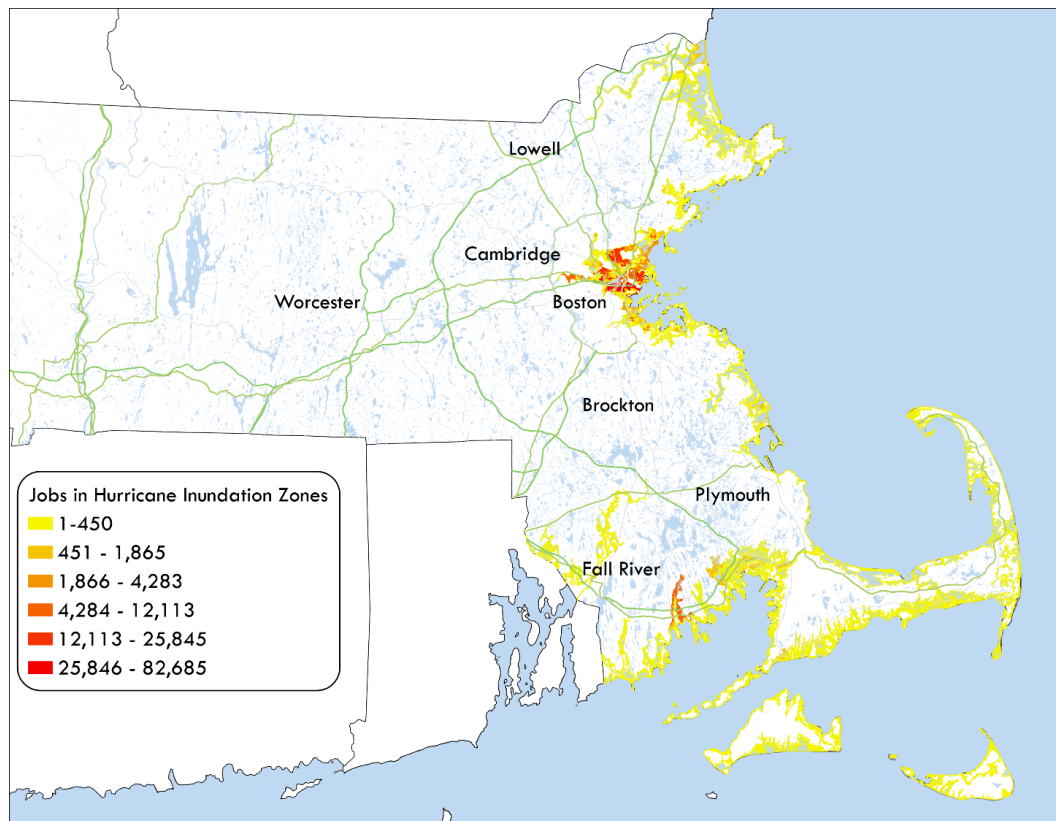 Lowell
Cambridge
Worcester
Boston
Brockton
Plymouth
Fall River
Jobs in Hurricane Inundation Zones
1-450
451 - 1,865
1,866 - 4,283
4,284 - 12,113
12,113 - 25,845
25,846 - 82,685